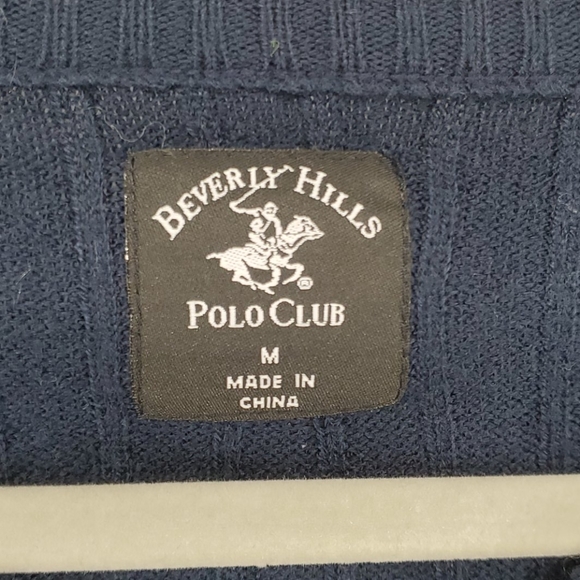 BEVERLY HILLS
®
POLO CLUB
M
MADE IN
CHINA